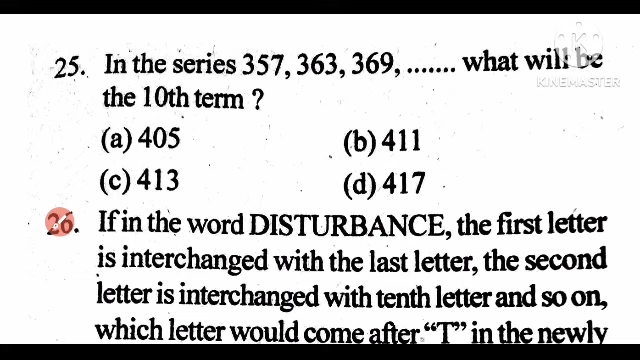 25. In the series 357, 363, 369, ....... what will be
KINEMASTER
the 10th term ?
(a) 405 (b) 411
(c) 413 (d) 417
26. If in the word DISTURBANCE, the first letter
is interchanged with the last letter, the second
letter is interchanged with tenth letter and so on,
which letter would come after “T” in the newly